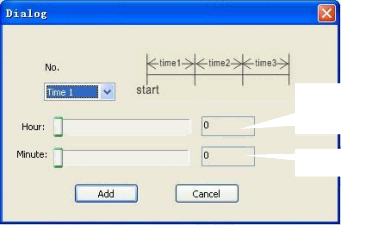 Dialog
No.
time1 time2 time3
Time 1
start
Hour: 0
Minute: 0
Add Cancel